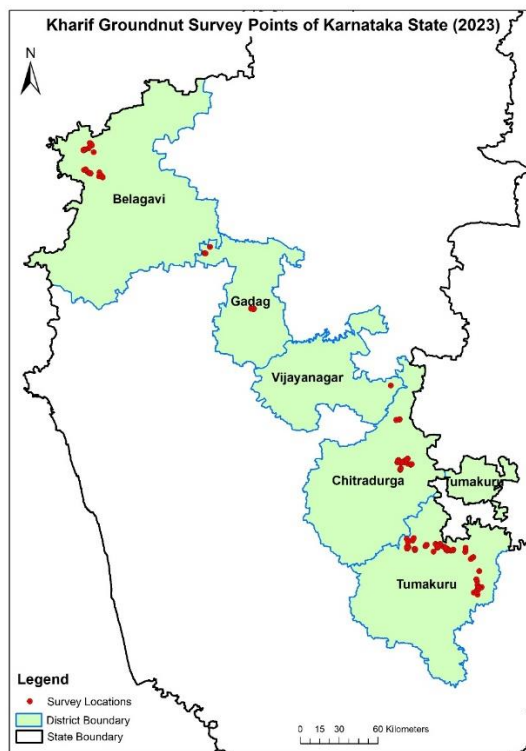 Kharif Groundnut Survey Points of Karnataka State (2023)
N
Belagavi
Gadag
Vijayanagar
Chitradurga
Tumakuru
Tumakuru
Legend
Survey Locations
District Boundary
State Boundary
0 15 30 60 Kilometers